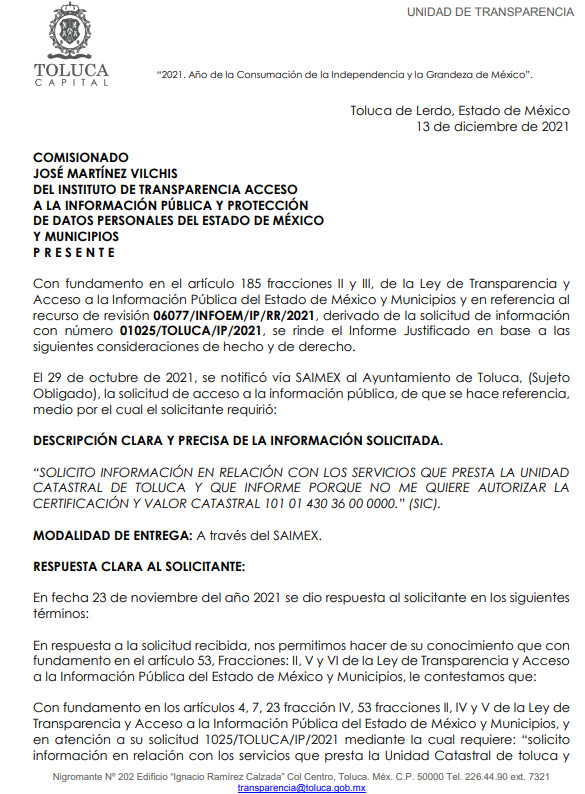 UNIDAD DE TRANSPARENCIA
TOLUCA
CAPITAL
“2021. Año de la Consumación de la Independencia y la Grandeza de México”.
Toluca de Lerdo, Estado de México
13 de diciembre de 2021
COMISIONADO
JOSÉ MARTÍNEZ VILCHIS
DEL INSTITUTO DE TRANSPARENCIA ACCESO
A LA INFORMACIÓN PÚBLICA Y PROTECCIÓN
DE DATOS PERSONALES DEL ESTADO DE MÉXICO
Y MUNICIPIOS
P R E S E N T E
Con fundamento en el artículo 185 fracciones II y III, de la Ley de Transparencia y
Acceso a la Información Pública del Estado de México y Municipios y en referencia al
recurso de revisión 06077/INFOEM/IP/RR/2021, derivado de la solicitud de información
con número 01025/TOLUCA/IP/2021, se rinde el Informe Justificado en base a las
siguientes consideraciones de hecho y de derecho.
El 29 de octubre de 2021, se notificó vía SAIMEX al Ayuntamiento de Toluca, (Sujeto
Obligado), la solicitud de acceso a la información pública, de que se hace referencia,
medio por el cual el solicitante requirió:
DESCRIPCIÓN CLARA Y PRECISA DE LA INFORMACIÓN SOLICITADA.
“SOLICITO INFORMACIÓN EN RELACIÓN CON LOS SERVICIOS QUE PRESTA LA UNIDAD
CATASTRAL DE TOLUCA Y QUE INFORME PORQUE NO ME QUIERE AUTORIZAR LA
CERTIFICACIÓN Y VALOR CATASTRAL 101 01 430 36 00 0000.” (SIC).
MODALIDAD DE ENTREGA: A través del SAIMEX.
RESPUESTA CLARA AL SOLICITANTE:
En fecha 23 de noviembre del año 2021 se dio respuesta al solicitante en los siguientes
términos:
En respuesta a la solicitud recibida, nos permitimos hacer de su conocimiento que con
fundamento en el artículo 53, Fracciones: II, V y VI de la Ley de Transparencia y Acceso
a la Información Pública del Estado de México y Municipios, le contestamos que:
Con fundamento en los artículos 4, 7, 23 fracción IV, 53 fracciones II, IV y V de la Ley de
Transparencia y Acceso a la Información Pública del Estado de México y Municipios, y
en atención a su solicitud 1025/TOLUCA/IP/2021 mediante la cual requiere: “solicito
información en relación con los servicios que presta la Unidad Catastral de toluca y
Nigromante Nº 202 Edificio “Ignacio Ramírez Calzada” Col Centro, Toluca. Méx. C.P. 50000 Tel. 226.44.90 ext. 7321
transparencia@toluca.gob.mx